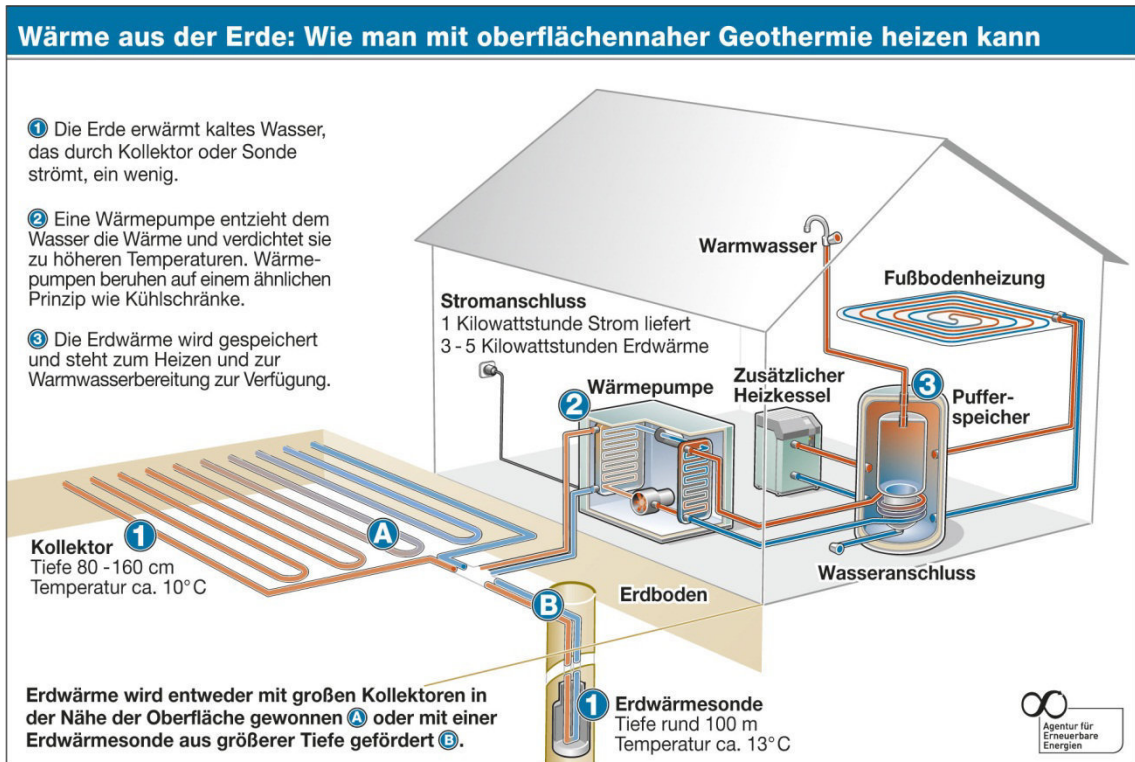 Wärme aus der Erde: Wie man mit oberflächennaher Geothermie heizen kann
1 Die Erde erwärmt kaltes Wasser,
das durch Kollektor oder Sonde
strömt, ein wenig.
2 Eine Wärmepumpe entzieht dem
Wasser die Wärme und verdichtet sie
zu höheren Temperaturen. Wärme-
pumpen beruhen auf einem ähnlichen
Prinzip wie Kühlschränke.
3 Die Erdwärme wird gespeichert
und steht zum Heizen und zur
Warmwasserbereitung zur Verfügung.
Warmwasser
Fußbodenheizung
Stromanschluss
1 Kilowattstunde Strom liefert
3 - 5 Kilowattstunden Erdwärme
Wärmepumpe
2
Zusätzlicher
Heizkessel
3
Puffer-
speicher
Wasseranschluss
1
A
Kollektor
Tiefe 80 -160 cm
Temperatur ca. 10° C
B
Erdboden
1
Erdwärmesonde
Tiefe rund 100 m
Temperatur ca. 13° C
Erdwärme wird entweder mit großen Kollektoren in
der Nähe der Oberfläche gewonnen A oder mit einer
Erdwärmesonde aus größerer Tiefe gefördert B.
Agentur für
Erneuerbare
Energien